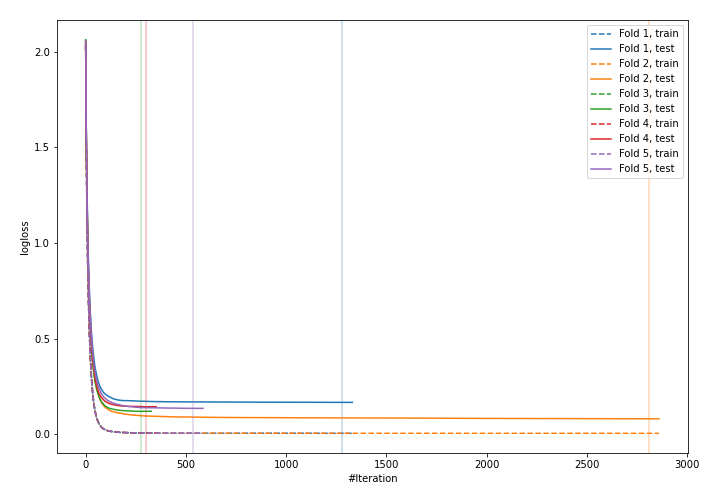 2.0
1.5
1.0
0.5
0.0
logloss
0
500
1000
1500
2000
2500
3000
#Iteration
Fold 1, train
Fold 1, test
Fold 2, train
Fold 2, test
Fold 3, train
Fold 3, test
Fold 4, train
Fold 4, test
Fold 5, train
Fold 5, test